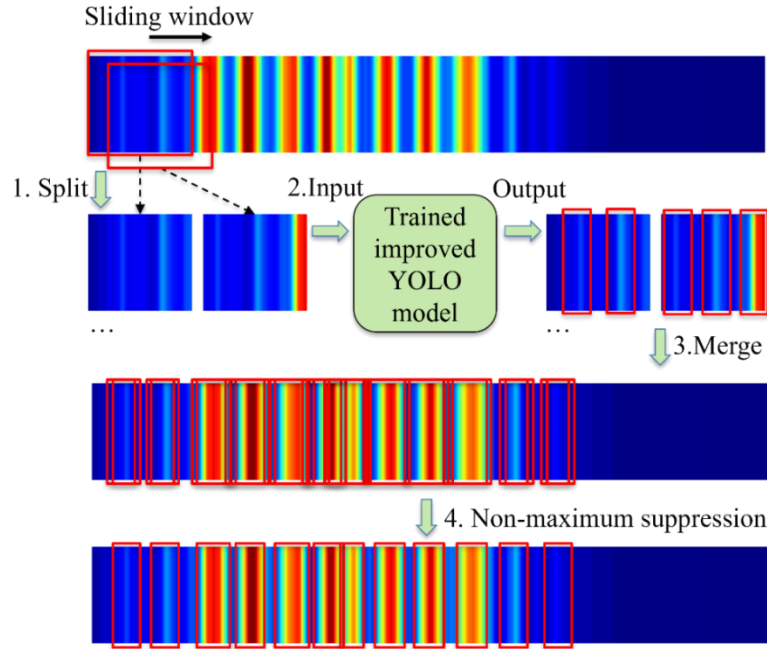 Sliding window
1. Split
2.Input
Trained
improved
YOLO
model
Output
...
...
3.Merge
4. Non-maximum suppression